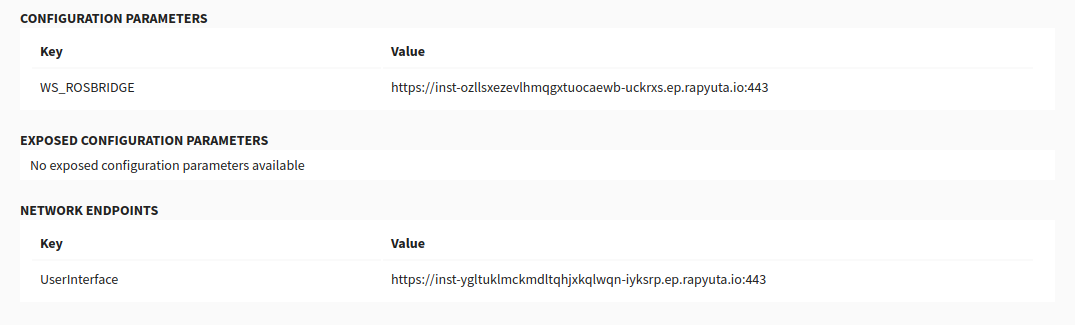 CONFIGURATION PARAMETERS
Key Value
WS_ROSBRIDGE https://inst-ozllsxezevlhmqgxtuocaewb-uckrxs.ep.rapyuta.io:443
EXPOSED CONFIGURATION PARAMETERS
No exposed configuration parameters available
NETWORK ENDPOINTS
Key Value
UserInterface https://inst-ygltuklmckmdltqhjxkqlwqn-iyksrp.ep.rapyuta.io:443